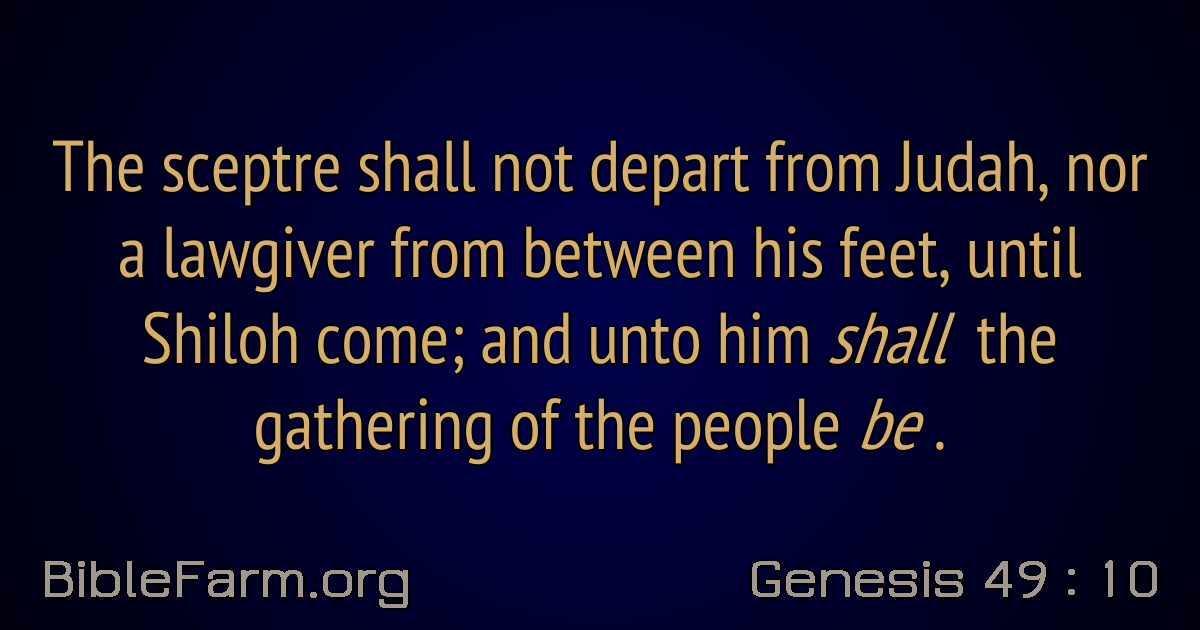 The sceptre shall not depart from Judah, nor
a lawgiver from between his feet, until
Shiloh come; and unto him shall the
gathering of the people be .
BibleFarm.org
Genesis 49 : 10